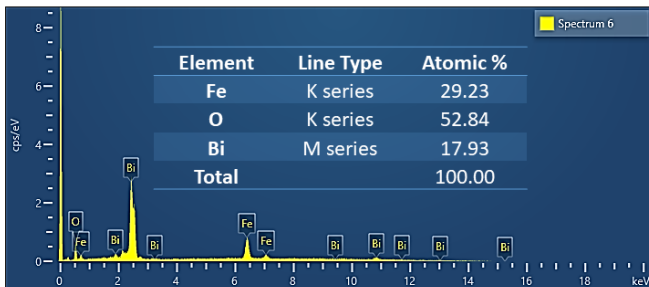 Spectrum 6
8
6
4
2
0
cps/eV
Element Line Type Atomic %
Fe K series 29.23
O K series 52.84
Bi M series 17.93
Total 100.00
Bi
O
Fe Bi Bi Fe Fe Bi Bi Bi Bi Bi
0 2 4 6 8 10 12 14 16 18 keV